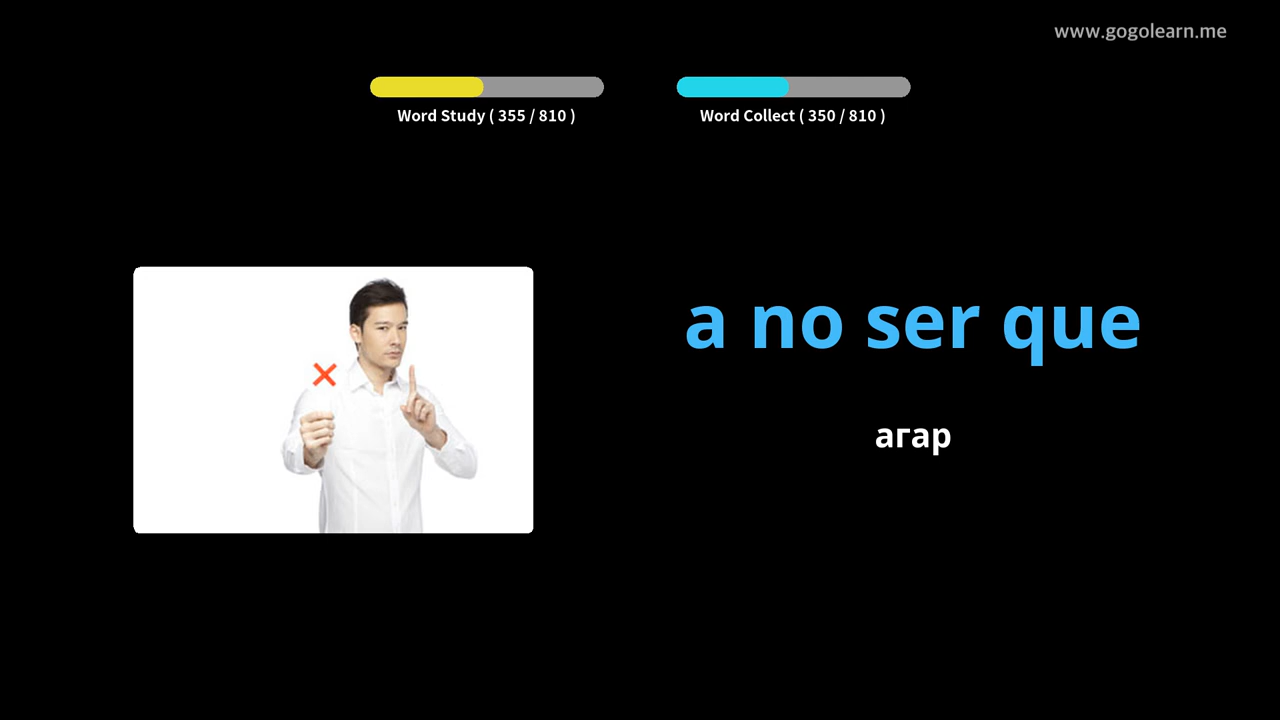 www.gogolearn.me
Word Study ( 355 / 810 )
Word Collect ( 350 / 810 )
a no ser que
агар